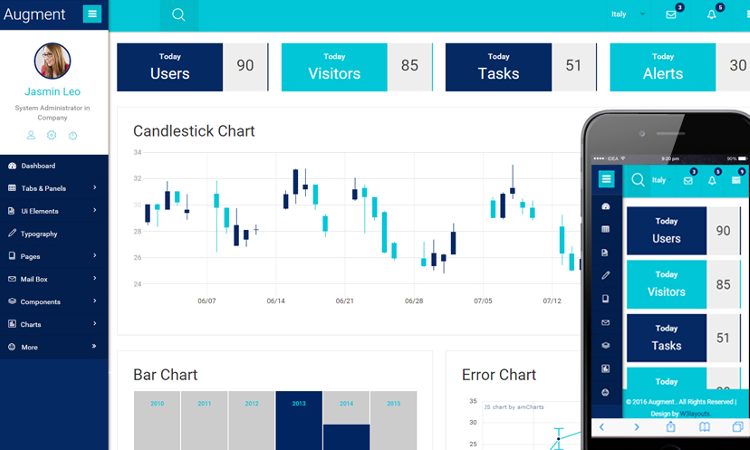 Augment
Italy
3
5
Jasmin Leo
System Administrator in
Company
Dashboard
Tabs & Panels
Ui Elements
Typography
Pages
Mail Box
Components
Charts
More
Today
Users
90
Today
Visitors
85
Today
Tasks
51
Today
Alerts
30
Candlestick Chart
34
32
30
28
26
24
06/07
06/14
06/21
06/28
07/05
07/12
Bar Chart
2010
2011
2012
2013
2014
2015
Error Chart
35
30
25
JS chart by amCharts
8:20 pm
90%
Italy
3
5
9
Today
Users
90
Today
Visitors
85
Today
Tasks
51
Today
© 2016 Augment . All Rights Reserved |
Design by W3layouts